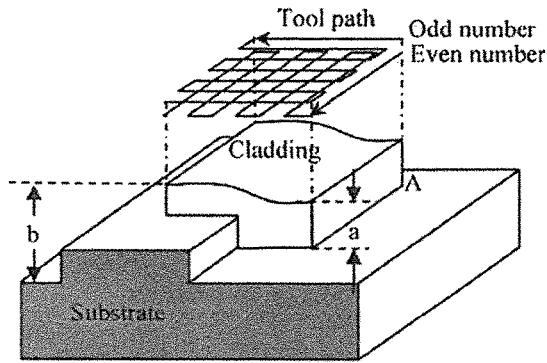 Tool path
Odd number
Even number
Cladding
A
b
a
Substrate